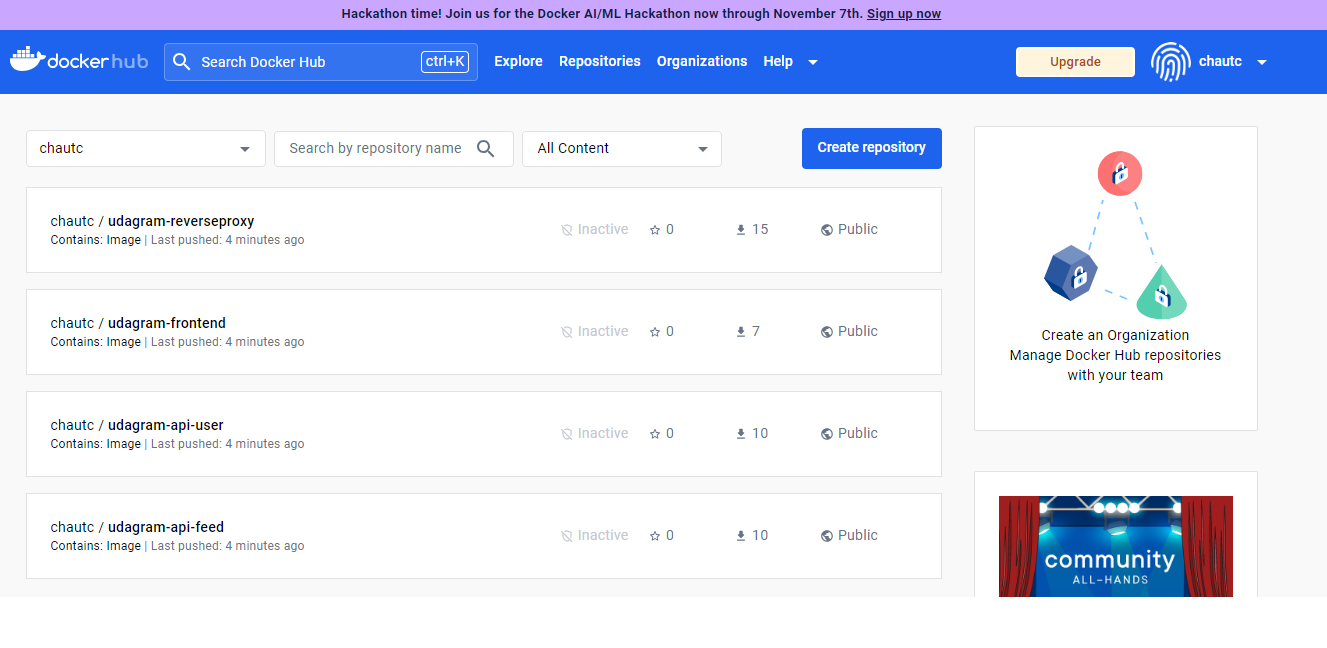 Hackathon time! Join us for the Docker AI/ML Hackathon now through November 7th. Sign up now
dockerhub
Search Docker Hub
ctrl+K
Explore
Repositories
Organizations
Help
Upgrade
chautc
chautc
Search by repository name
All Content
Create repository
chautc / udagram-reverseproxy
Contains: Image | Last pushed: 4 minutes ago
Inactive
0
15
Public
chautc / udagram-frontend
Contains: Image | Last pushed: 4 minutes ago
Inactive
0
7
Public
chautc / udagram-api-user
Contains: Image | Last pushed: 4 minutes ago
Inactive
0
10
Public
chautc / udagram-api-feed
Contains: Image | Last pushed: 4 minutes ago
Inactive
0
10
Public
Create an Organization
Manage Docker Hub repositories
with your team
community
ALL-HANDS